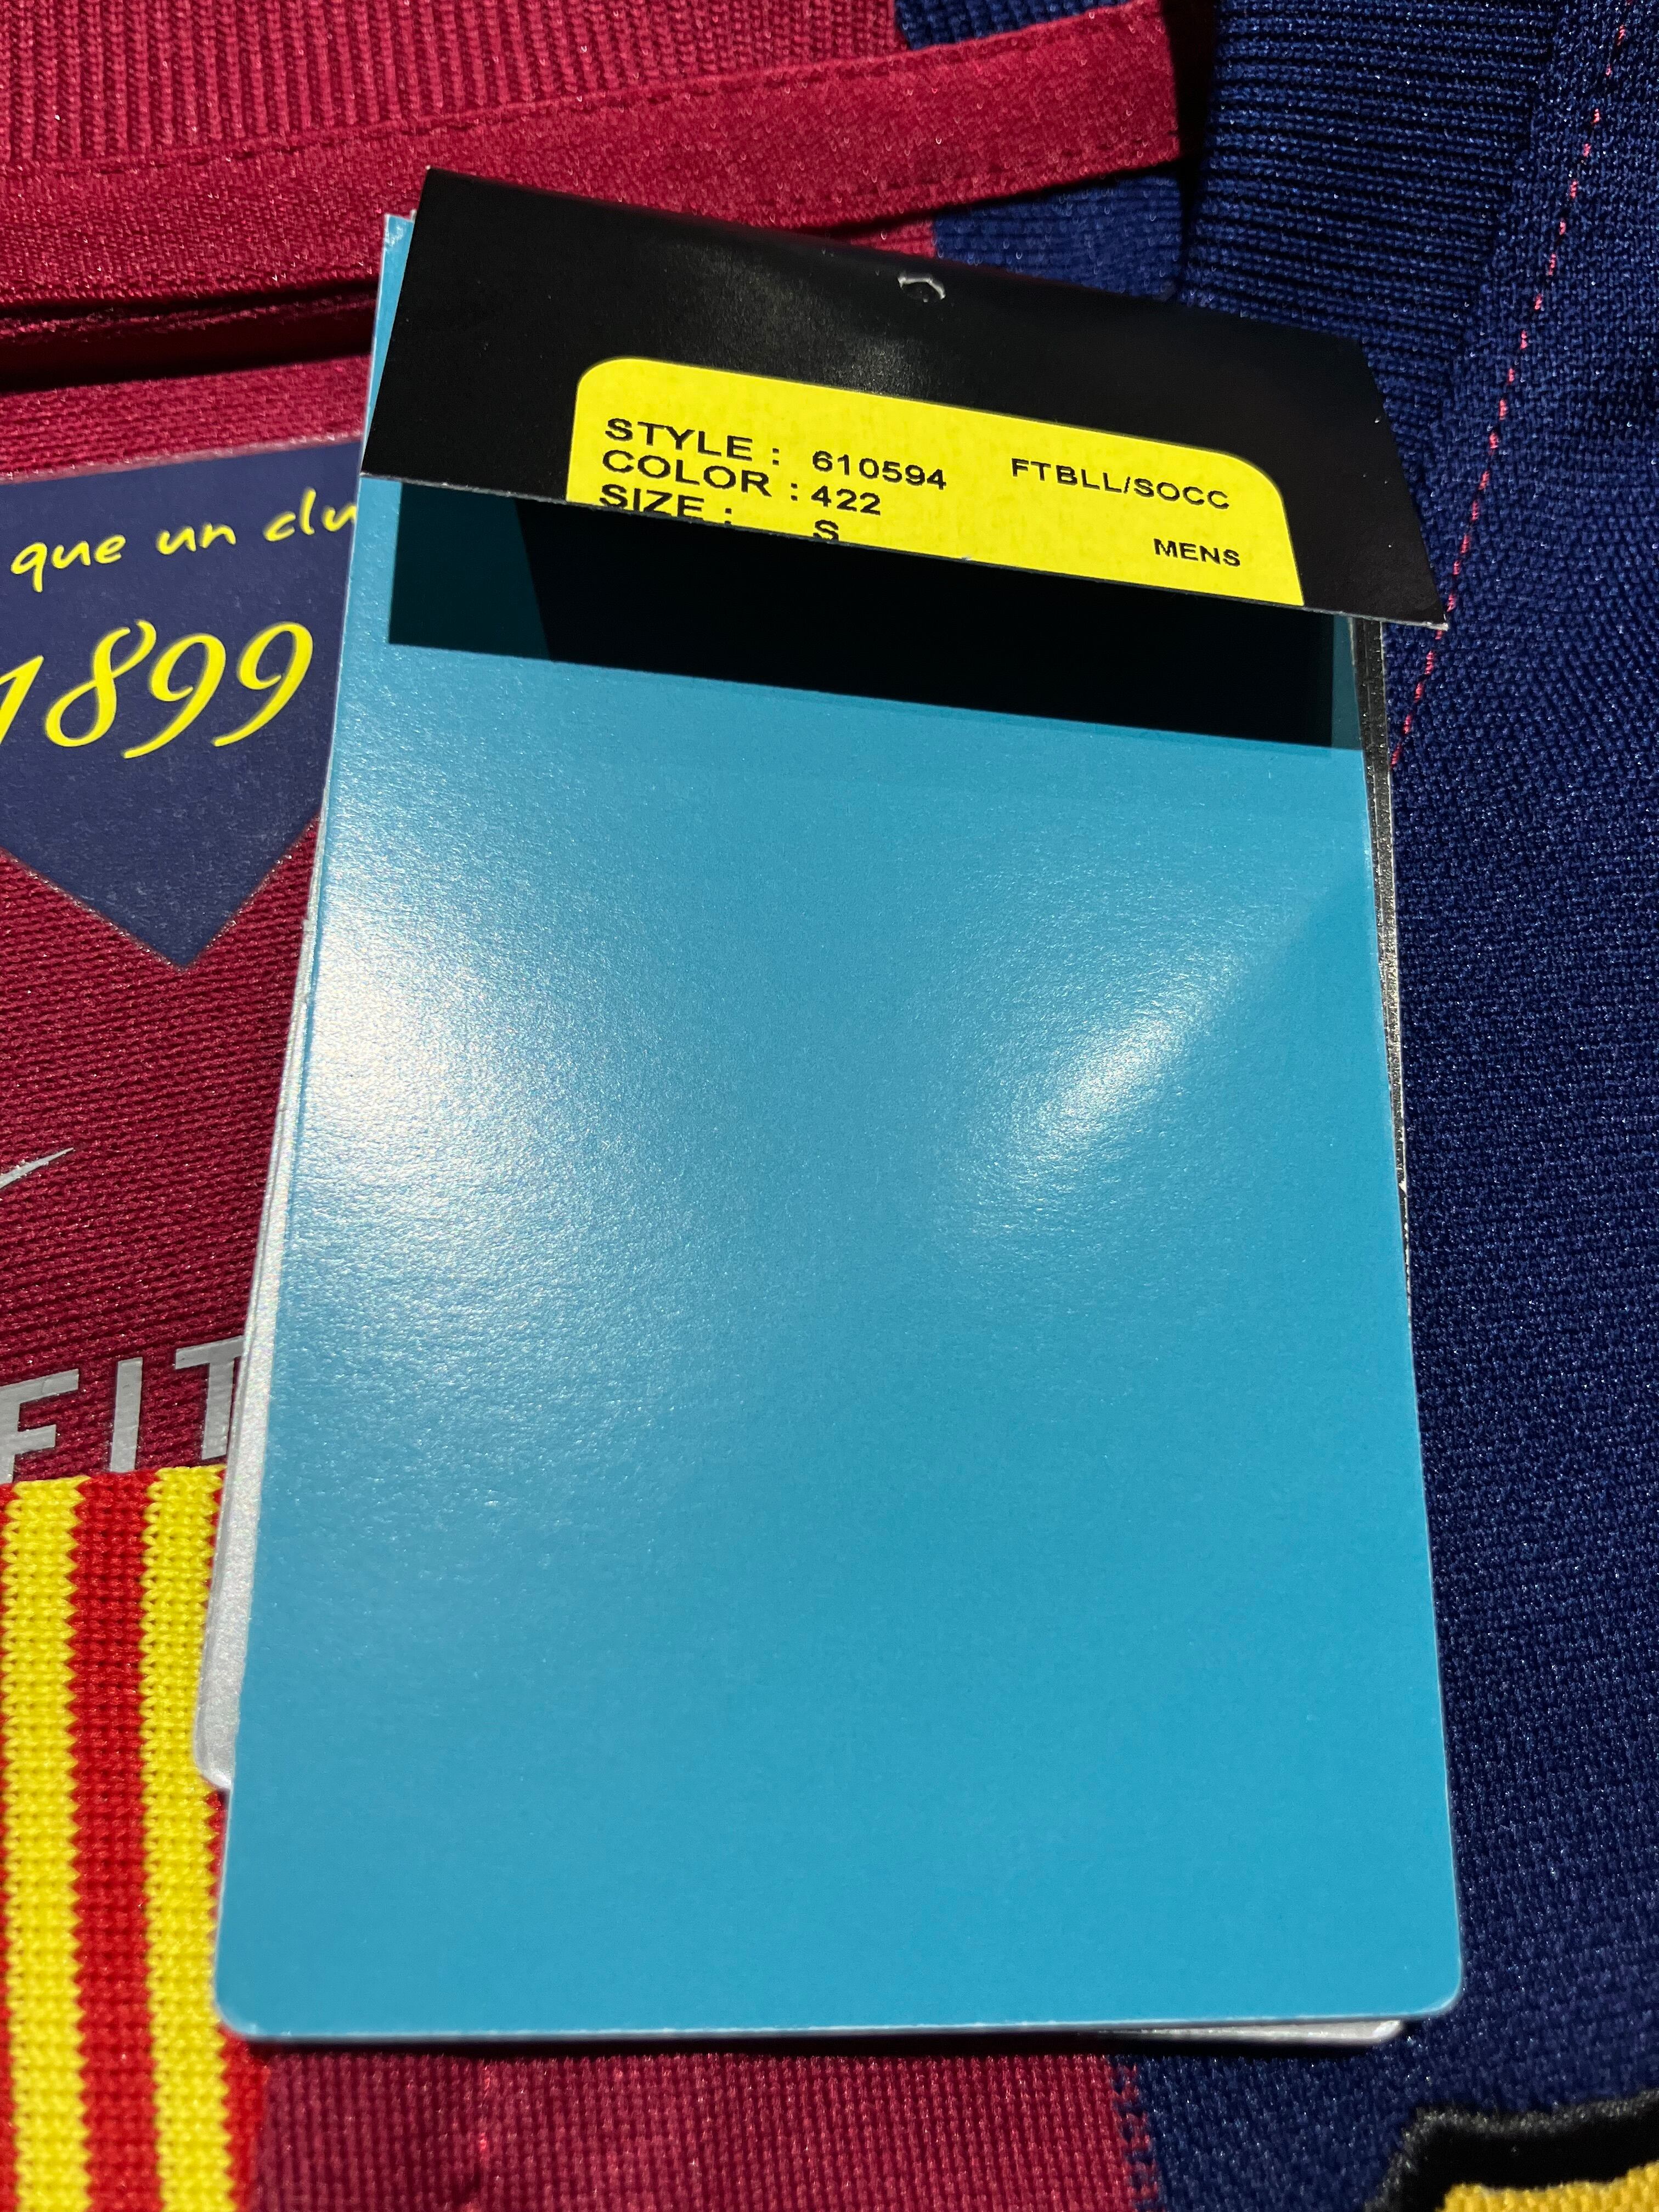 STYLE : 610594 FTBLL/SOCC
COLOR : 422
SIZE : S MENS
que un clu
1899
FIT